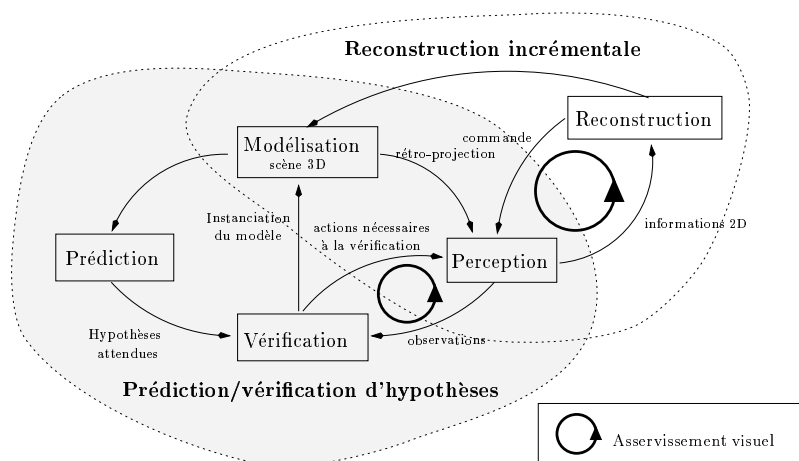 Reconstruction incrémentale
Reconstruction
commande
Modélisation
scène 3D
rétro-projection
Instanciation
du modèle
actions nécessaires
à la vérification
informations 2D
Prédiction
Perception
Hypothèses
attendues
Vérification
observations
Prédiction/vérification d'hypothèses
Asservissement visuel